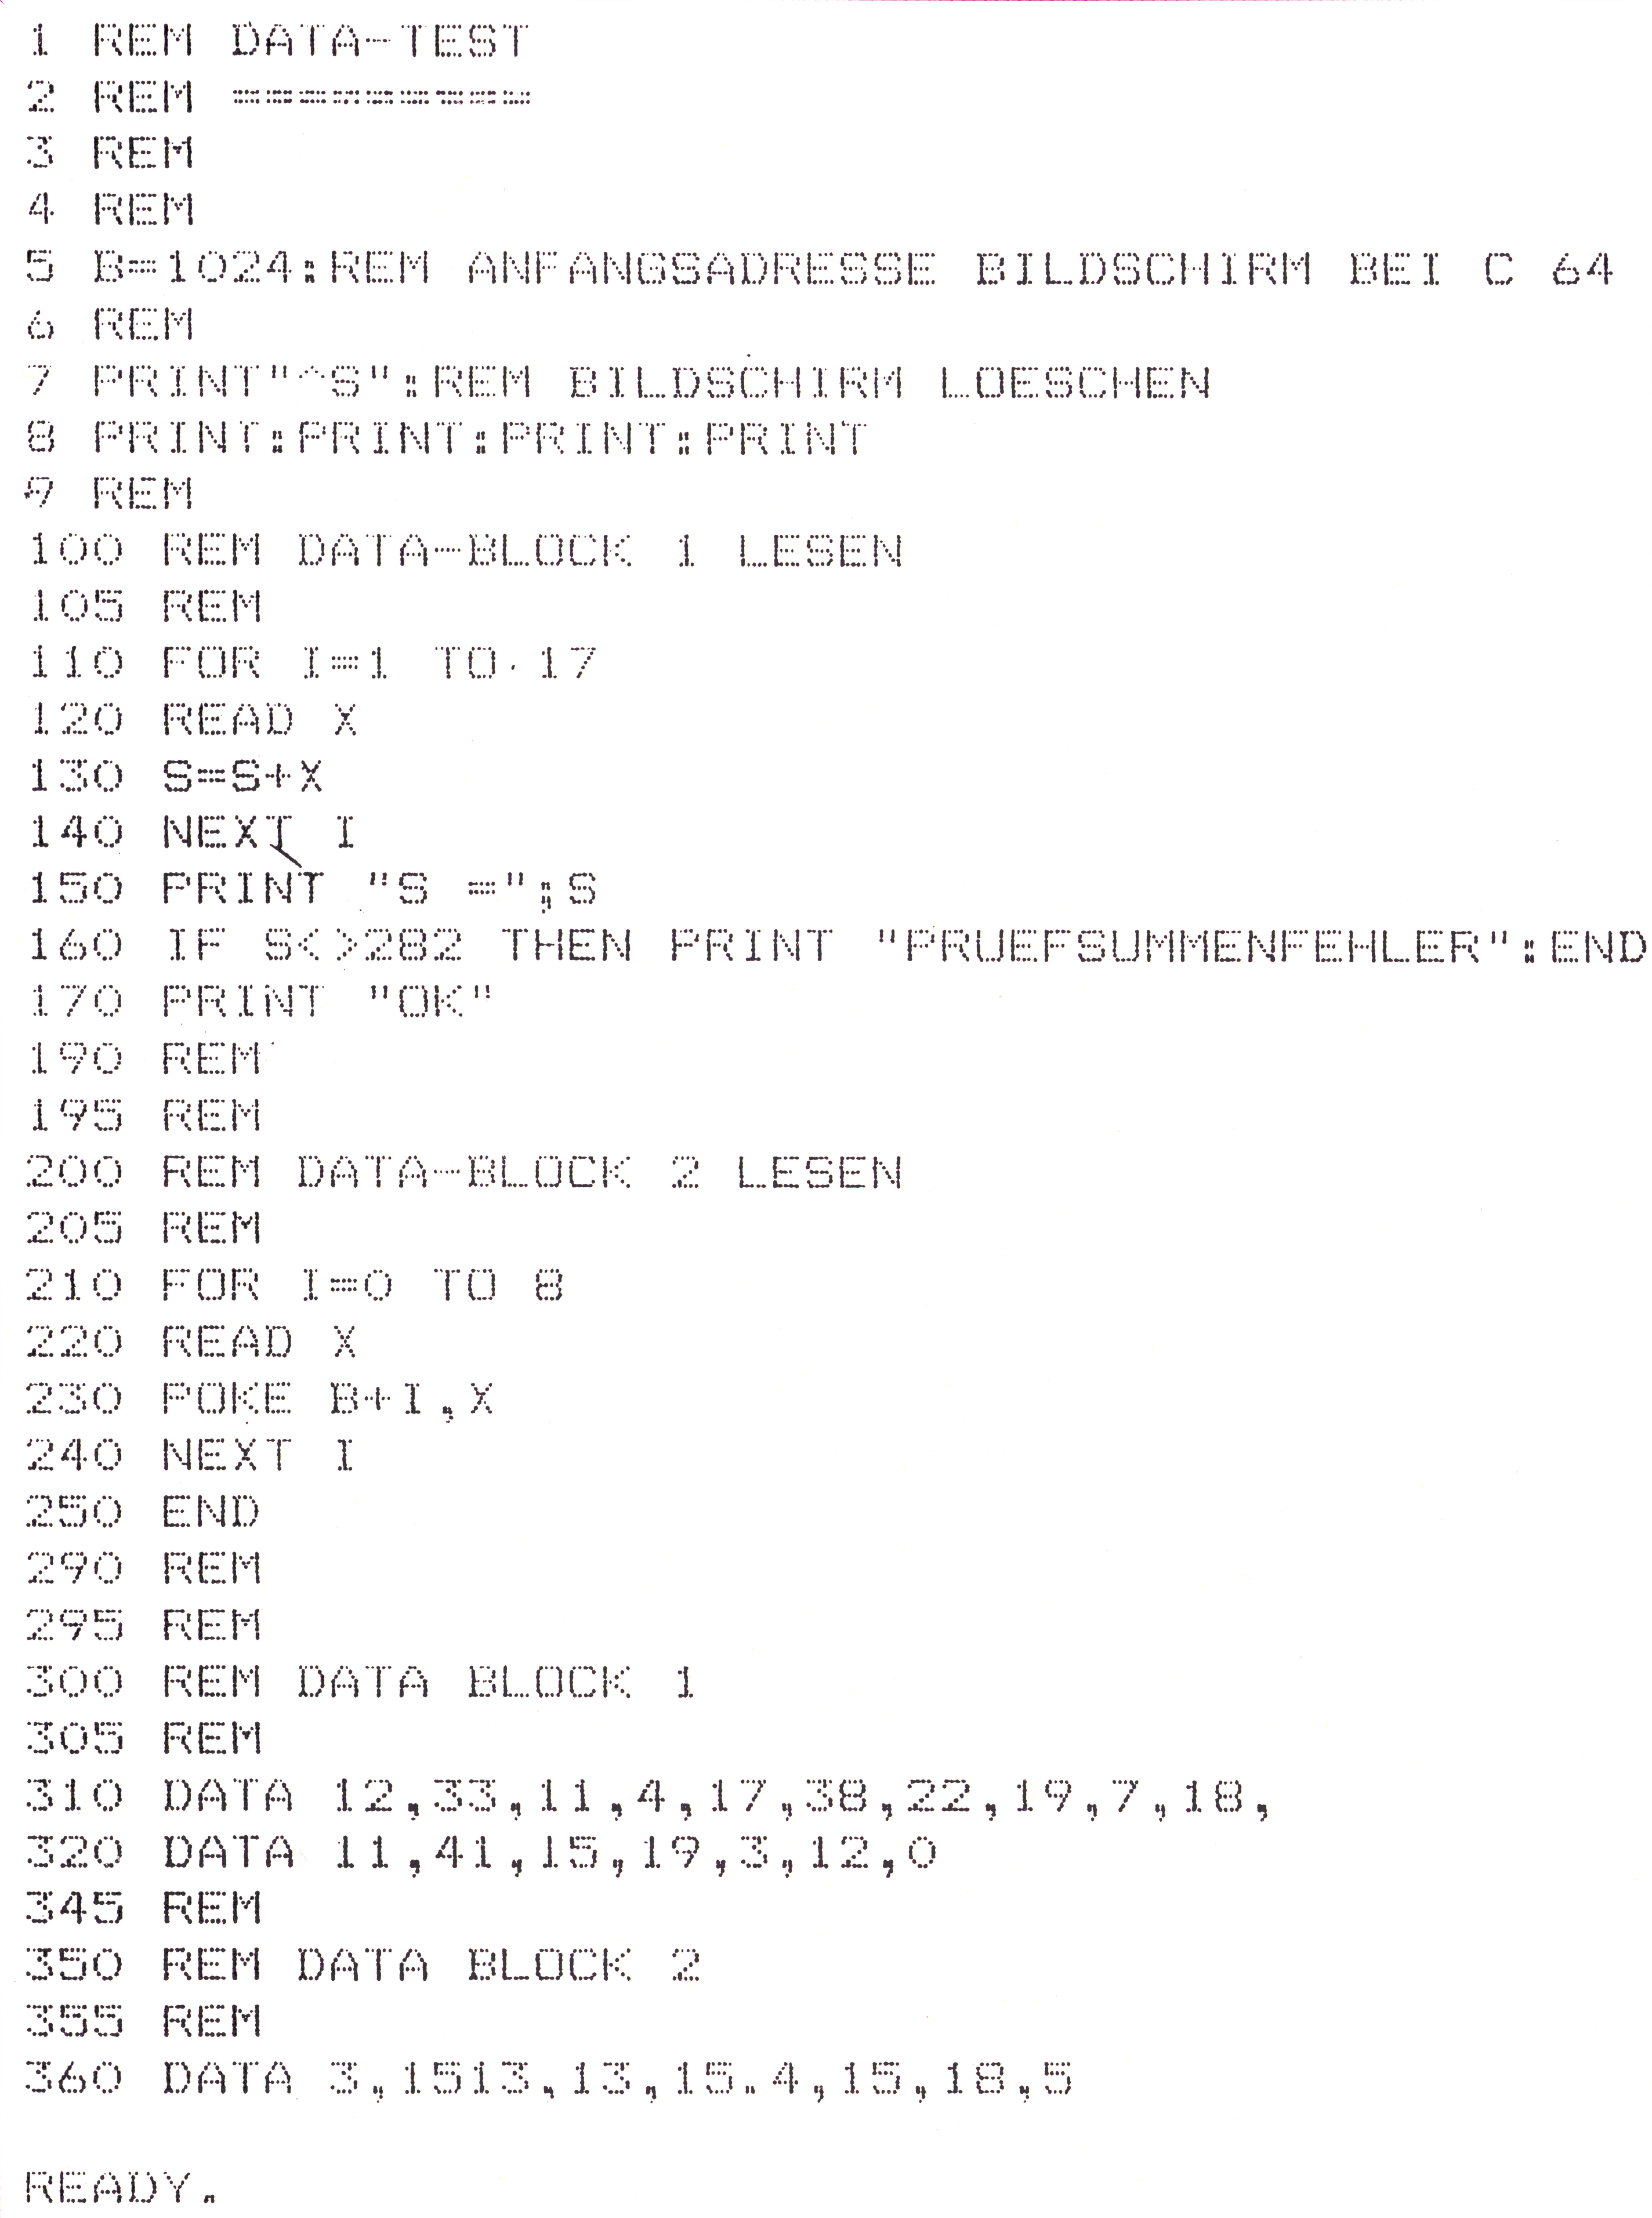 1 REM DATA-TEST
2 REM =========
3 REM
4 REM
5 B=1024:REM ANFANGSADRESSE BILDSCHIRM BEI C 64
6 REM
7 PRINT"^S":REM BILDSCHIRM LOESCHEN
8 PRINT:PRINT:PRINT:PRINT
9 REM
100 REM DATA-BLOCK 1 LESEN
105 REM
110 FOR I=1 TO 17
120 READ X
130 S=S+X
140 NEXT I
150 PRINT "S =";S
160 IF S<>282 THEN PRINT "PRUEFSUMMENFEHLER":END
170 PRINT "OK"
190 REM
195 REM
200 REM DATA-BLOCK 2 LESEN
205 REM
210 FOR I=0 TO 8
220 READ X
230 POKE B+I,X
240 NEXT I
250 END
290 REM
295 REM
300 REM DATA BLOCK 1
305 REM
310 DATA 12,33,11,4,17,38,22,19,7,18,
320 DATA 11,41,15,19,3,12,0
345 REM
350 REM DATA BLOCK 2
355 REM
360 DATA 3,1513,13,15.4,15,18,5
READY.